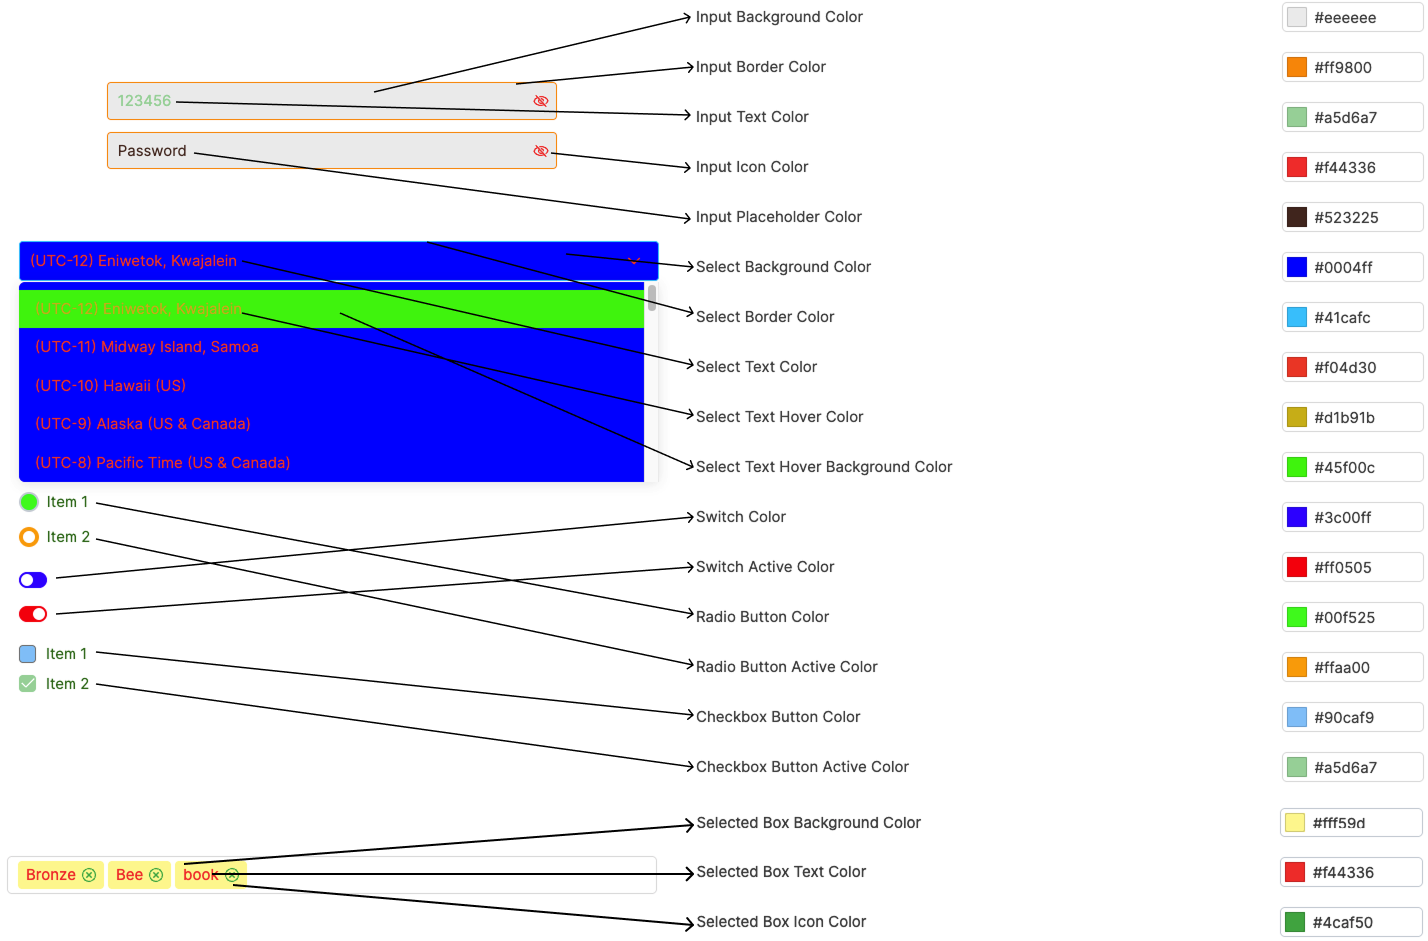 Input Background Color #eeeeee
Input Border Color #ff9800
123456
Input Text Color #a5d6a7
Password
Input Icon Color #f44336
Input Placeholder Color #523225
(UTC-12) Eniwetok, Kwajalein
Select Background Color #0004ff
(UTC-12) Eniwetok, Kwajalein
Select Border Color #41cafc
(UTC-11) Midway Island, Samoa
Select Text Color #f04d30
(UTC-10) Hawaii (US)
Select Text Hover Color #d1b91b
(UTC-9) Alaska (US & Canada)
(UTC-8) Pacific Time (US & Canada)
Select Text Hover Background Color #45f00c
Item 1
Switch Color #3c00ff
Item 2
Switch Active Color #ff0505
Radio Button Color #00f525
Item 1
Radio Button Active Color #ffaa00
Item 2
Checkbox Button Color #90caf9
Checkbox Button Active Color #a5d6a7
Selected Box Background Color #fff59d
Bronze Bee book
Selected Box Text Color #f44336
Selected Box Icon Color #4caf50